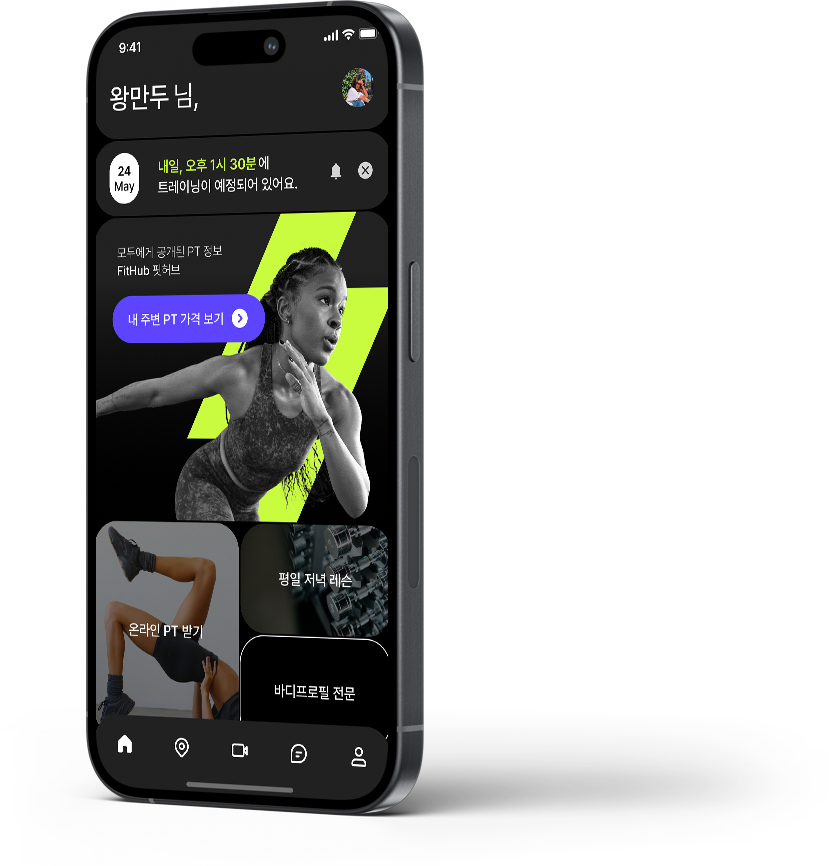 9:41
왕만두 님,
24
May
내일, 오후 1시 30분에
트레이닝이 예정되어 있어요.
모두에게 공개된 PT 정보
FitHub 핏허브
내 주변 PT 가격 보기
온라인 PT 받기
평일 저녁 레슨
바디프로필 전문